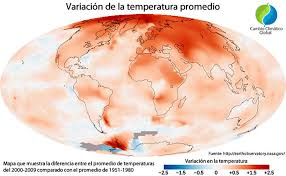 Variación de la temperatura promedio
Cambio Climático
Global
Fuente: http://earthobservatory.nasa.gov/
Mapa que muestra la diferencia entre el promedio de temperaturas
del 2000-2009 comparado con el promedio de 1951-1980
Variación en la temperatura
-2.5 -1.5 -0.5 +0.5 +1.5 +2.5